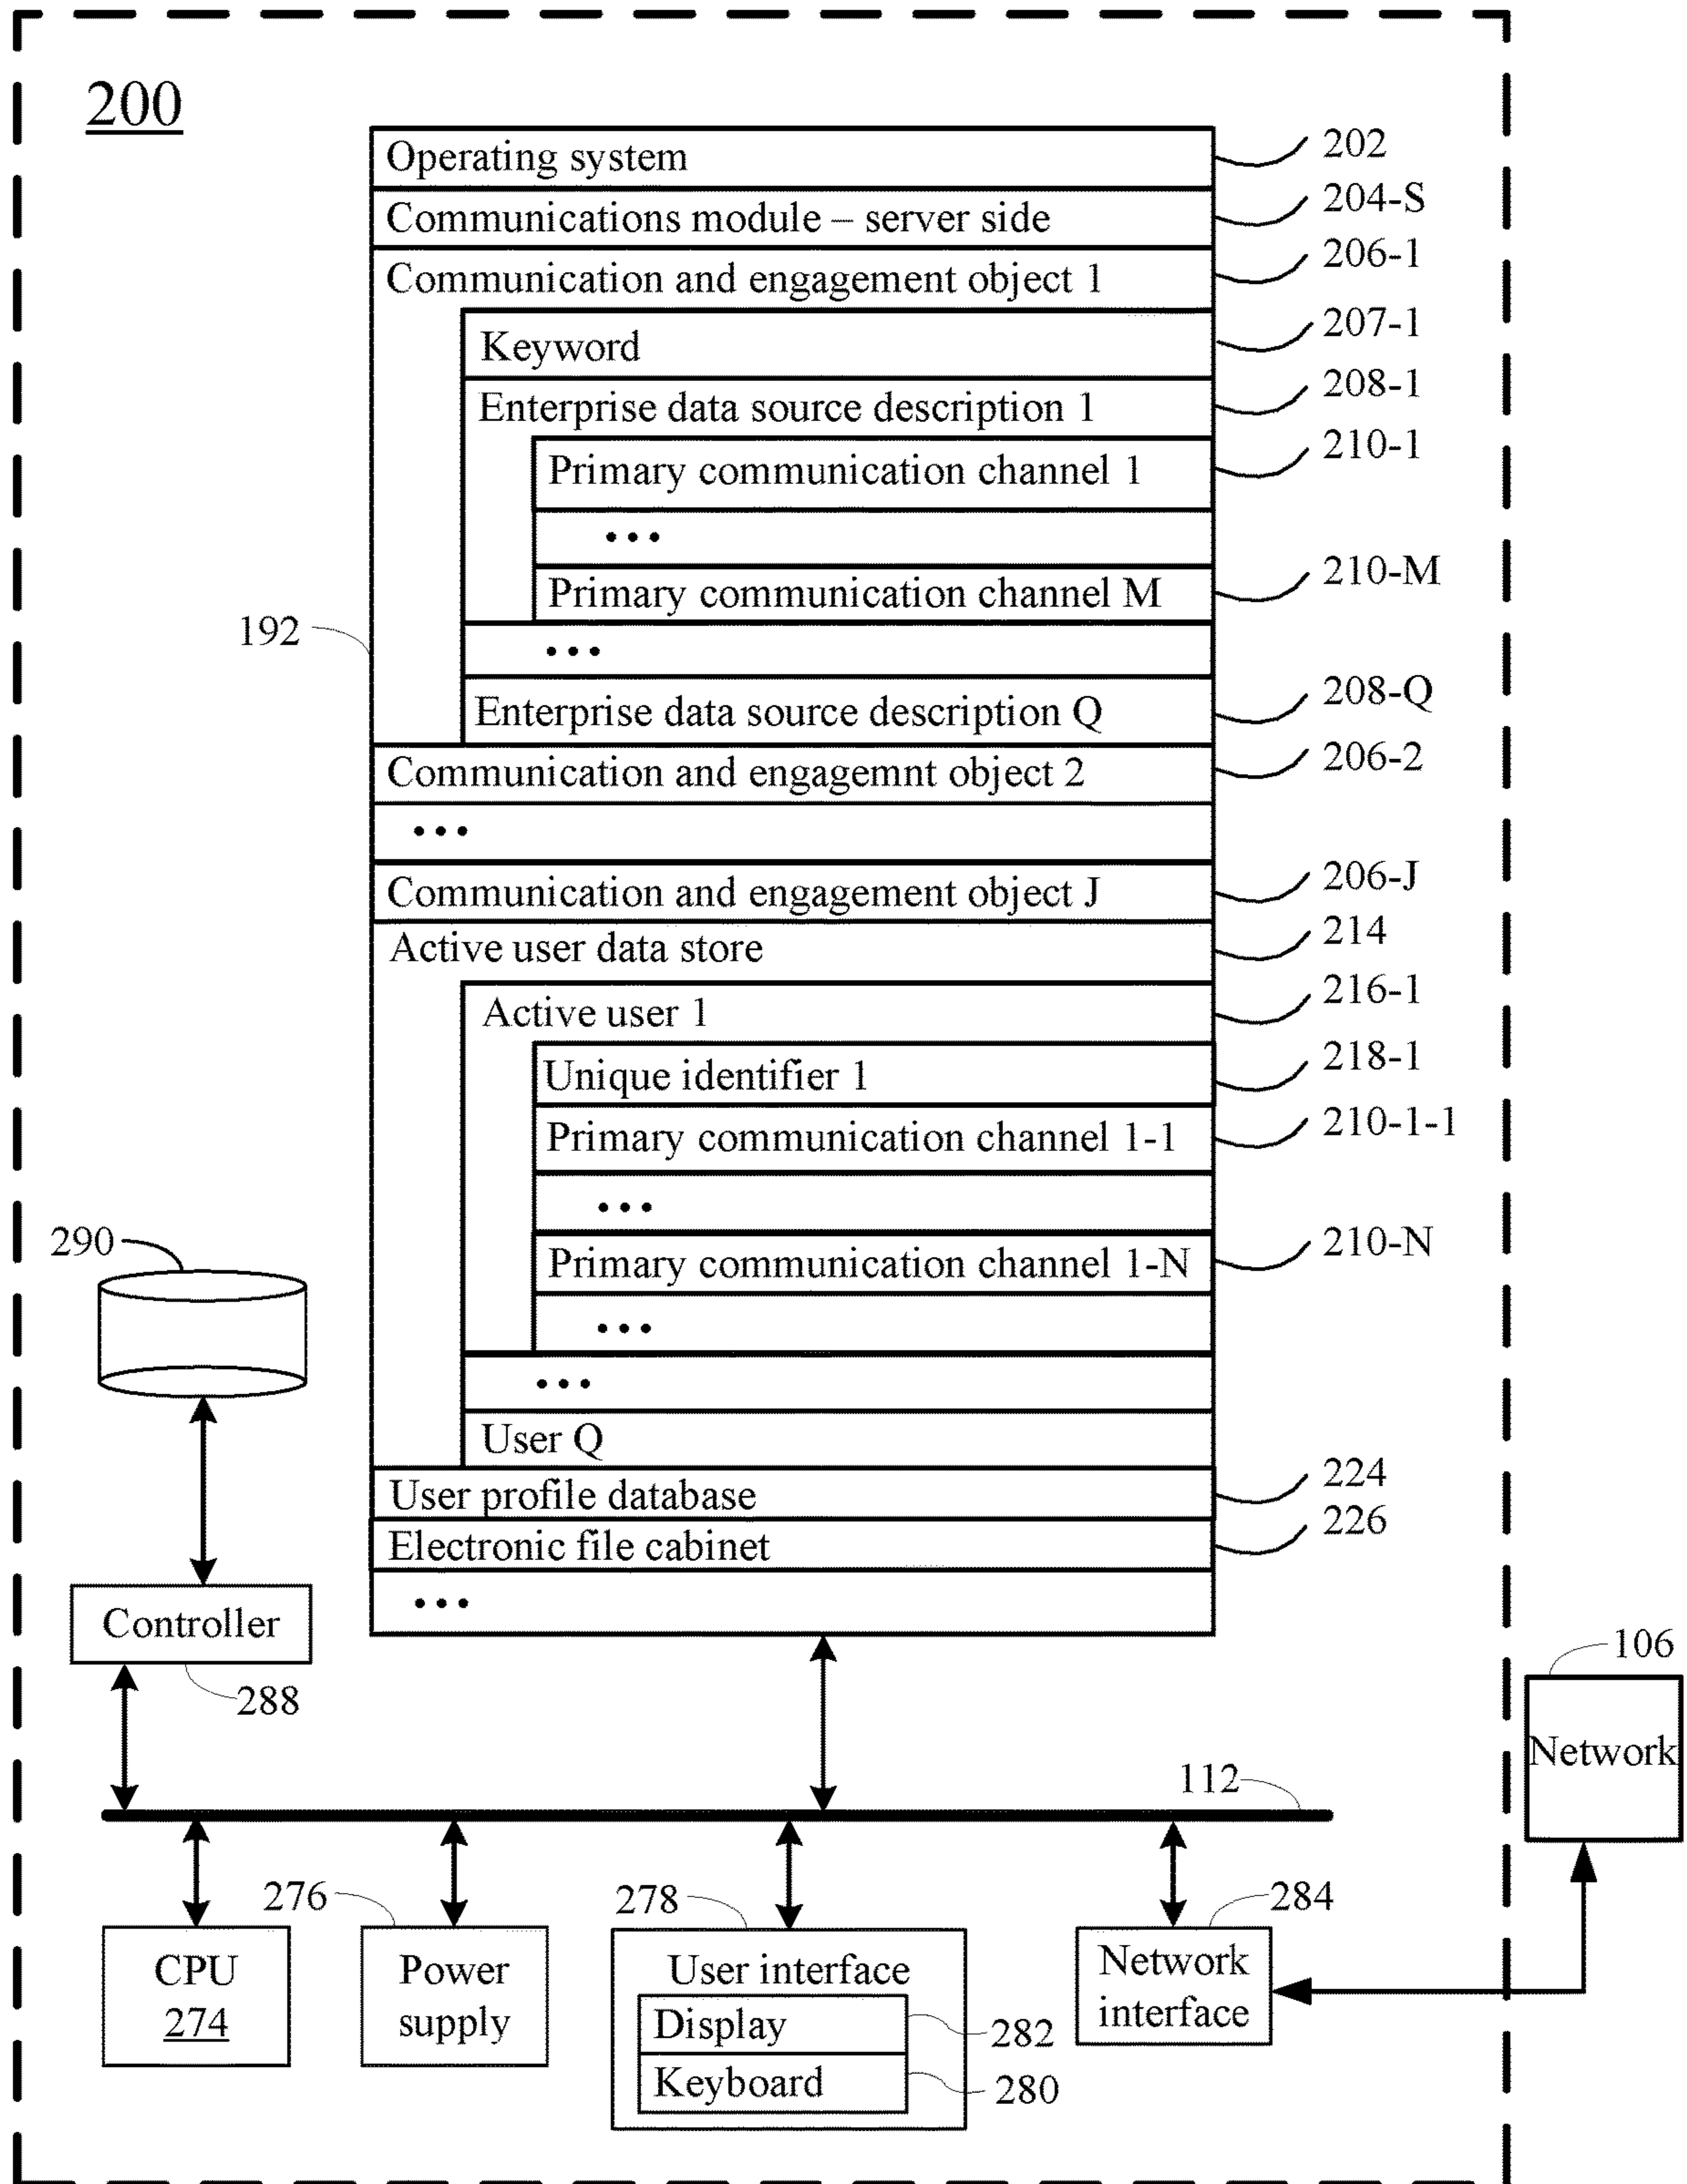 200
Operating system 202
Communications module – server side 204-S
Communication and engagement object 1 206-1
Keyword 207-1
Enterprise data source description 1 208-1
Primary communication channel 1 210-1
•••
Primary communication channel M 210-M
192
•••
Enterprise data source description Q 208-Q
Communication and engagemnt object 2 206-2
•••
Communication and engagement object J 206-J
Active user data store 214
Active user 1 216-1
Unique identifier 1 218-1
Primary communication channel 1-1 210-1-1
•••
290
Primary communication channel 1-N 210-N
•••
•••
User Q
User profile database 224
Electronic file cabinet 226
•••
Controller
288
106
Network
112
276
278
284
CPU
274
Power
supply
User interface
Display 282
Keyboard 280
Network
interface